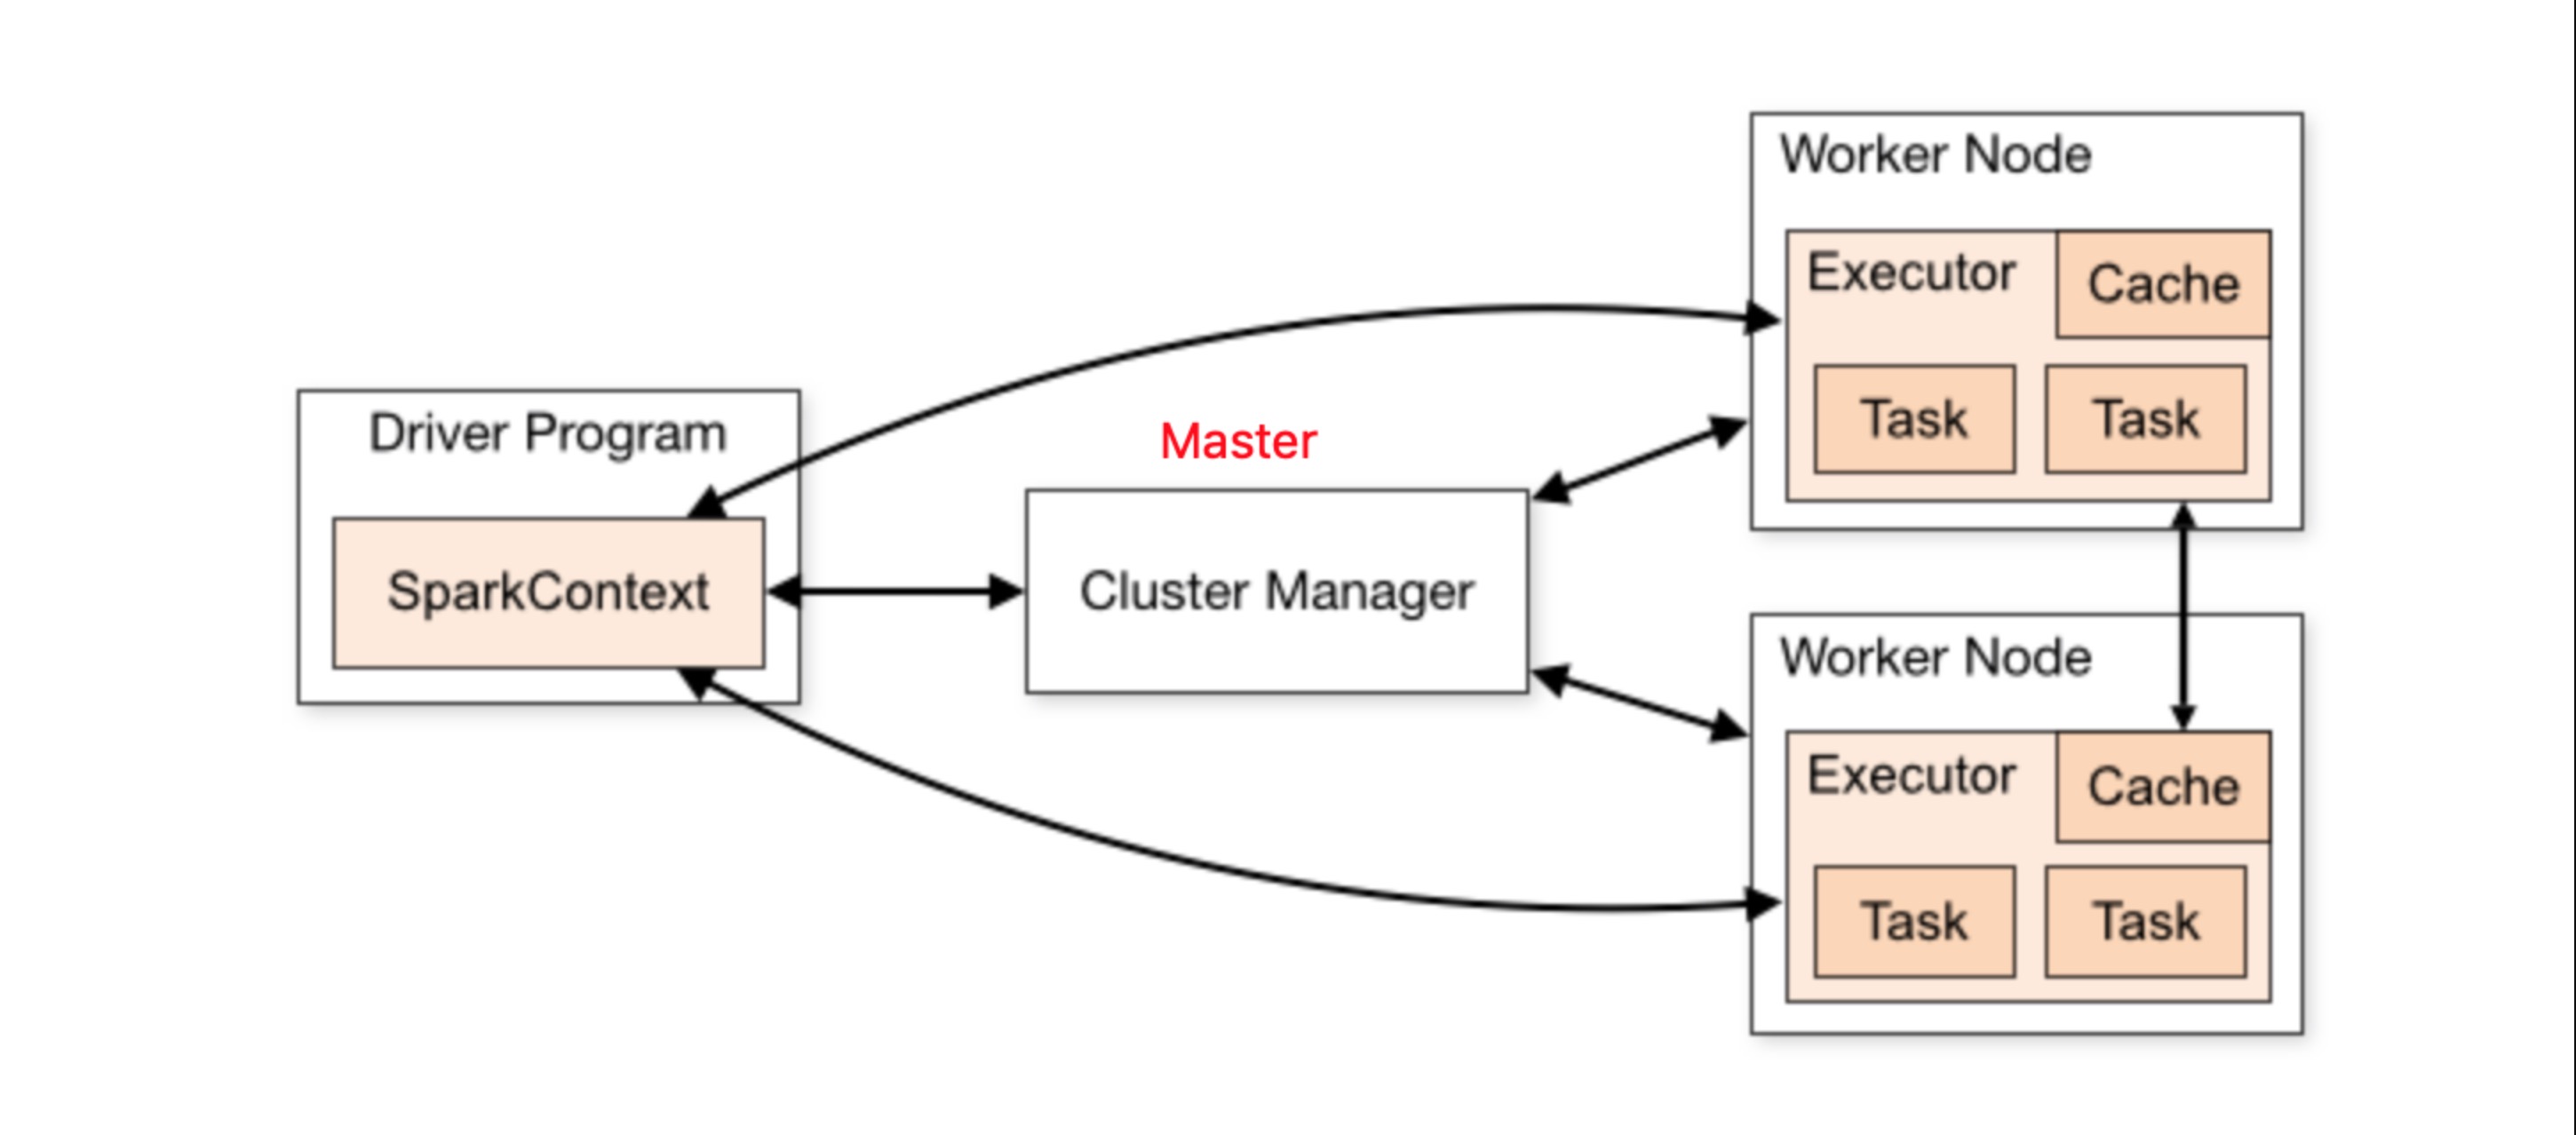 Driver Program
SparkContext
Master
Cluster Manager
Worker Node
Executor
Cache
Task
Task
Worker Node
Executor
Cache
Task
Task